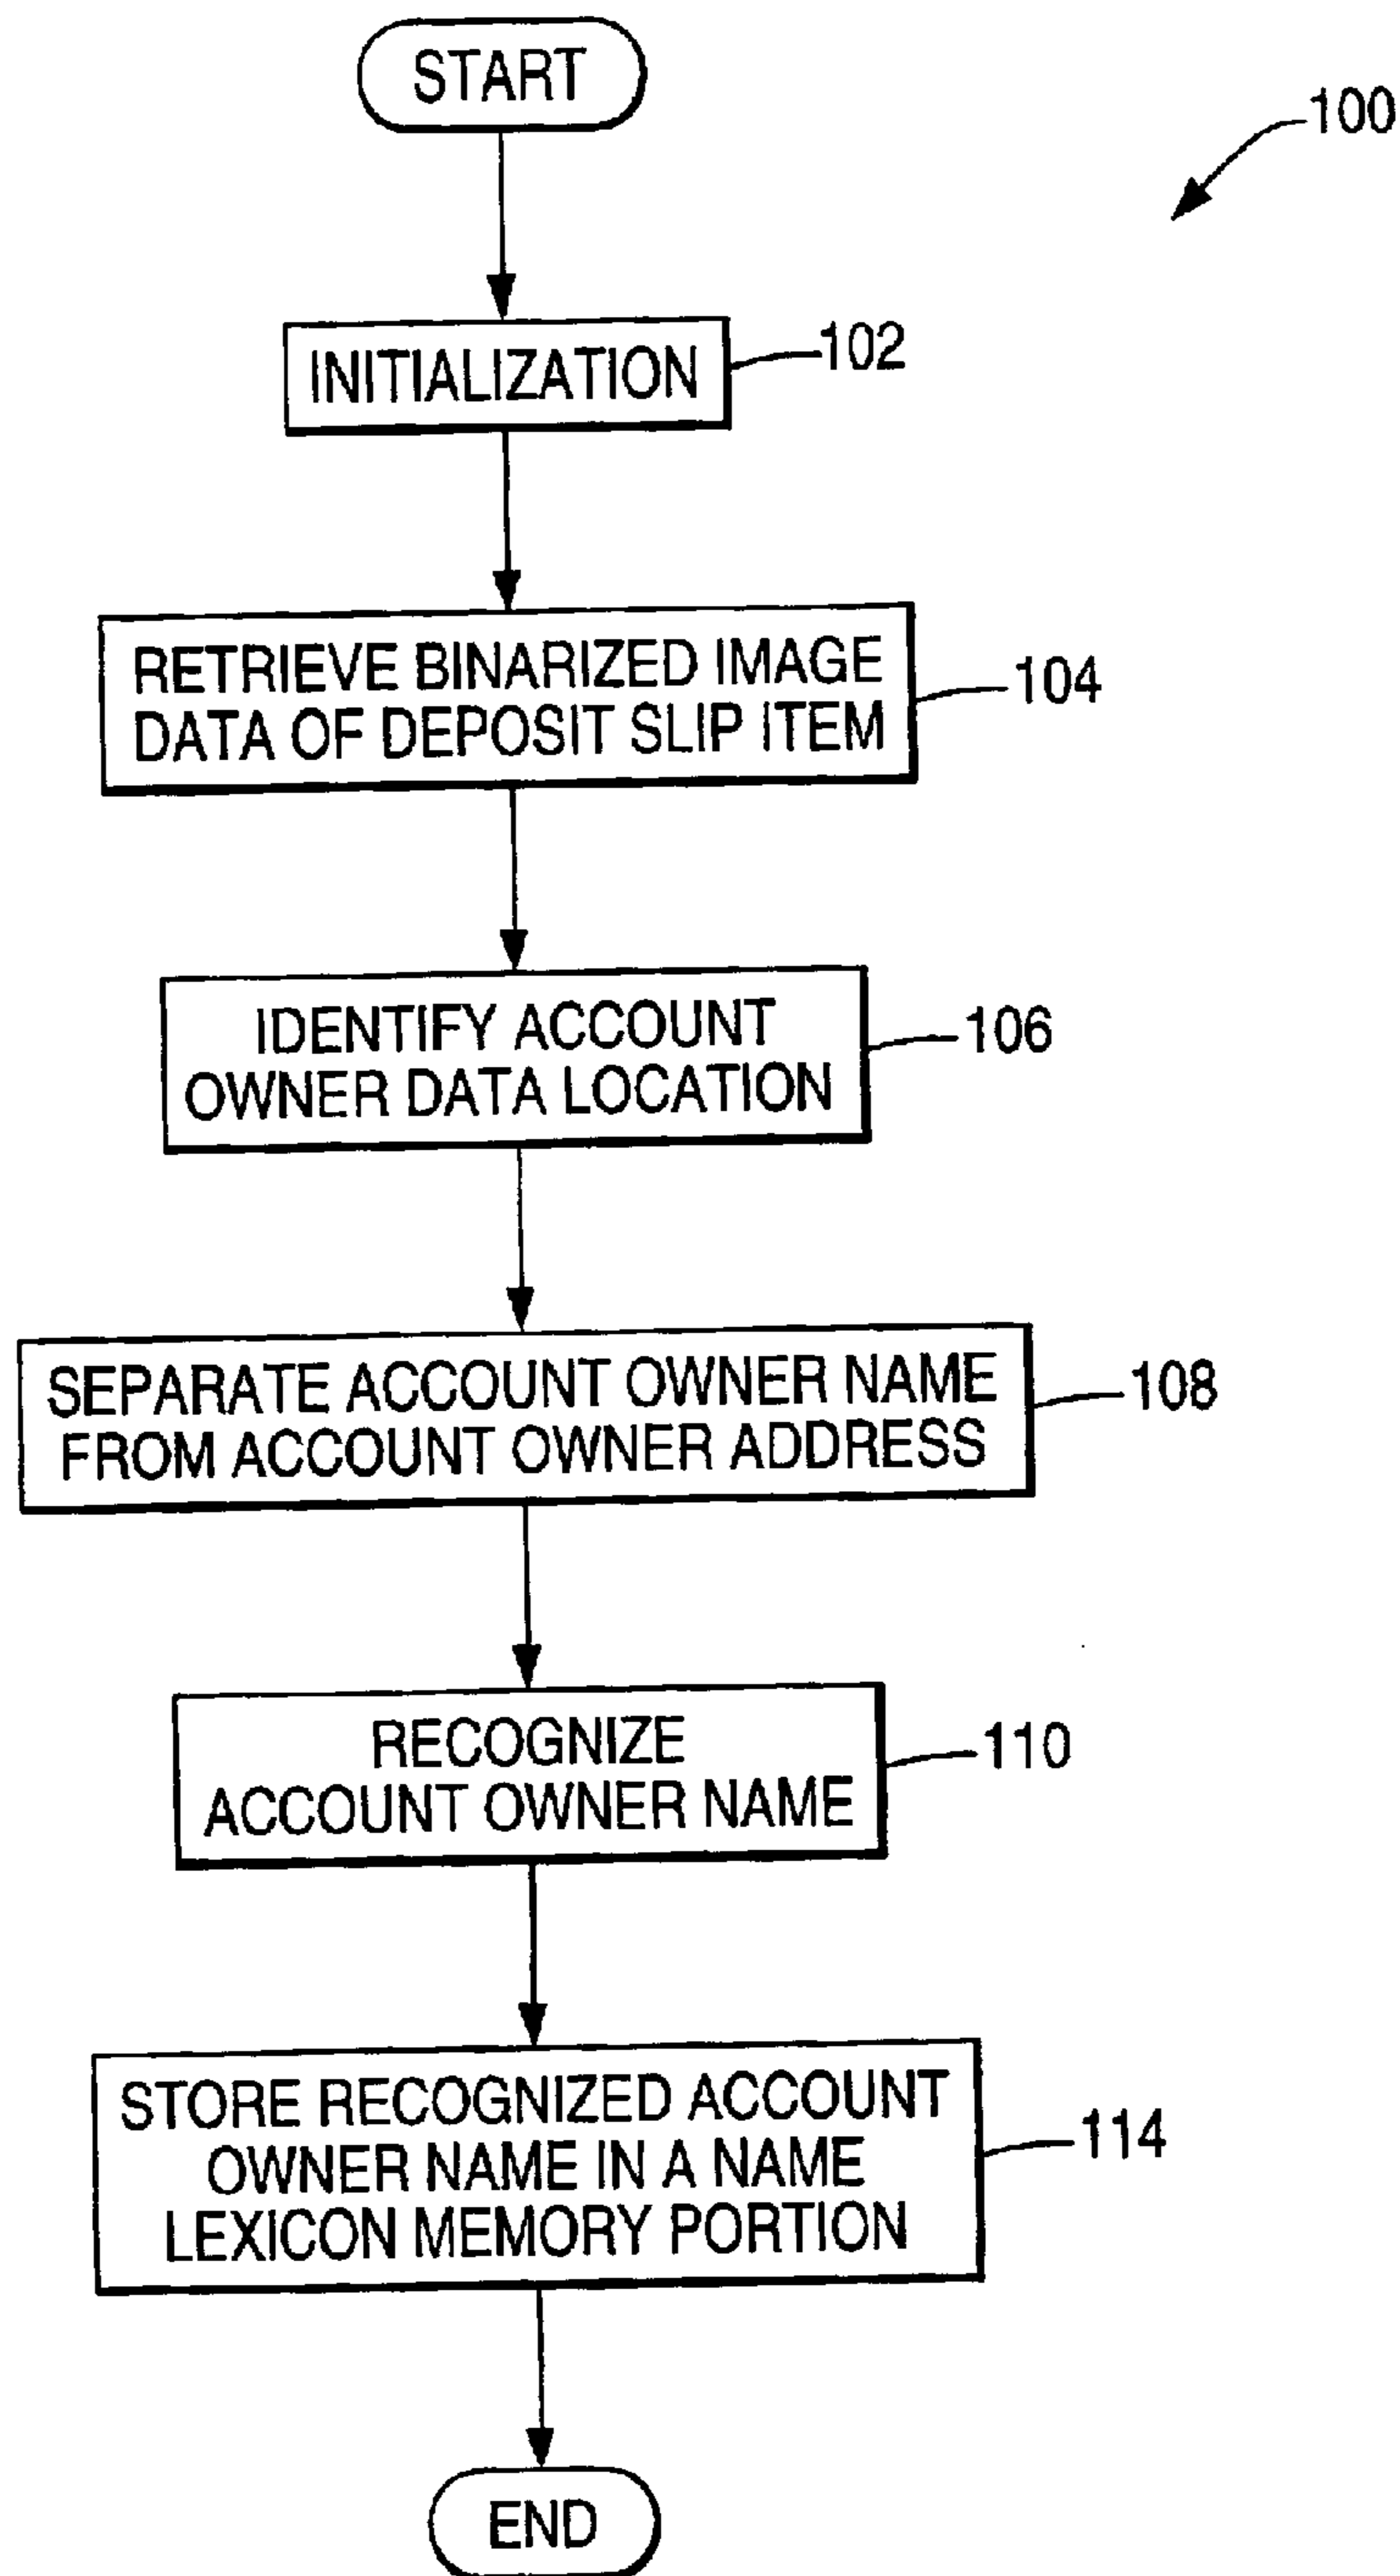 START
100
INITIALIZATION
102
RETRIEVE BINARIZED IMAGE
DATA OF DEPOSIT SLIP ITEM
104
IDENTIFY ACCOUNT
OWNER DATA LOCATION
106
SEPARATE ACCOUNT OWNER NAME
FROM ACCOUNT OWNER ADDRESS
108
RECOGNIZE
ACCOUNT OWNER NAME
110
STORE RECOGNIZED ACCOUNT
OWNER NAME IN A NAME
LEXICON MEMORY PORTION
114
END